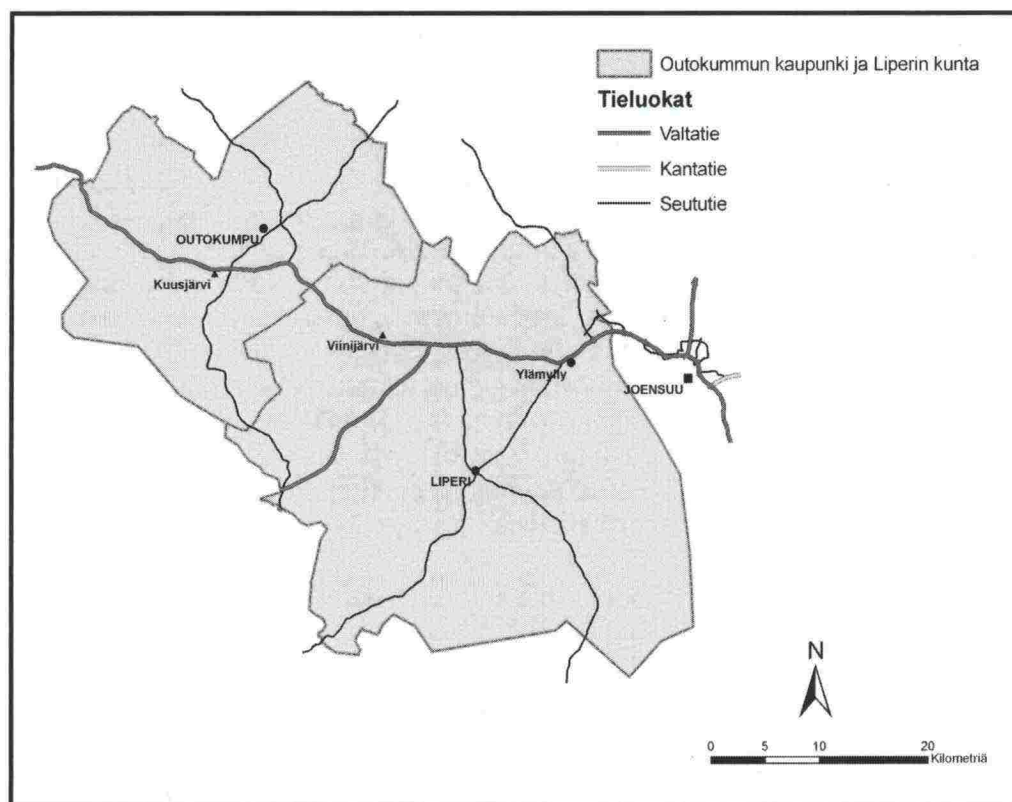 Outokummun kaupunki ja Liperin kunta
Tieluokat
Valtatie
Kantatie
Seututie
OUTOKUMPU
Kuusjärvi
Viinijärvi
Ylämylly
JOENSUU
LIPERI
N
0 5 10 20
Kilometriä